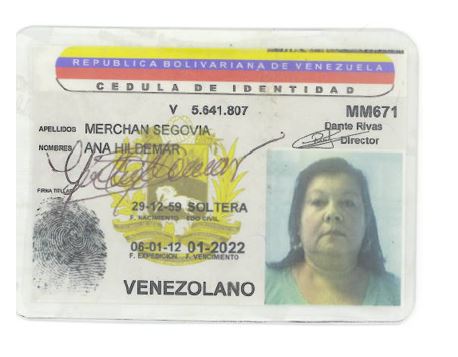 REPUBLICA BOLIVARIANA DE VENEZUELA
CEDULA DE IDENTIDAD
V 5.641.807 MM671
APELLIDOS MERCHAN SEGOVIA Dante Rivas
NOMBRES ANA HILDEMAR Director
FIRMA TITULAR
29-12-59 SOLTERA
F. NACIMIENTO EDO CIVIL
06-01-12 01-2022
F. EXPEDICION F. VENCIMIENTO
VENEZOLANO